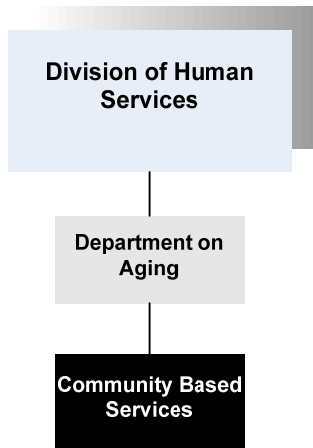 Division of Human
Services
Department on
Aging
Community Based
Services